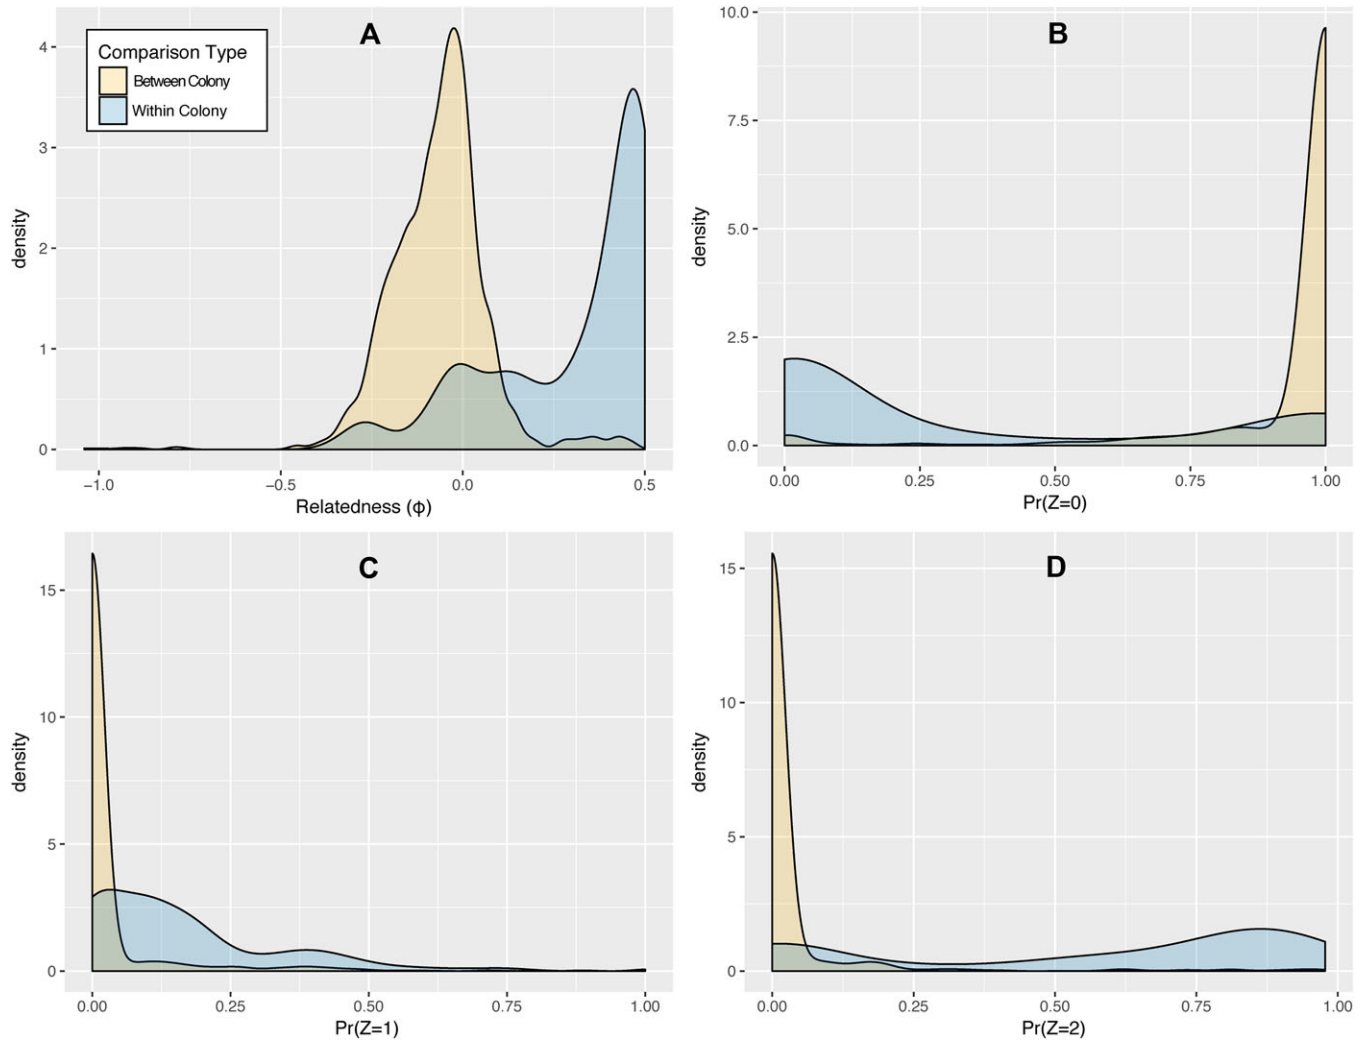 A
Comparison Type
Between Colony
Within Colony
density
4
3
2
1
0
−1.0
−0.5
0.0
0.5
Relatedness (ϕ)
B
density
10.0
7.5
5.0
2.5
0.0
0.00
0.25
0.50
0.75
1.00
Pr(Z=0)
C
density
15
10
5
0
0.00
0.25
0.50
0.75
1.00
Pr(Z=1)
D
density
15
10
5
0
0.00
0.25
0.50
0.75
1.00
Pr(Z=2)